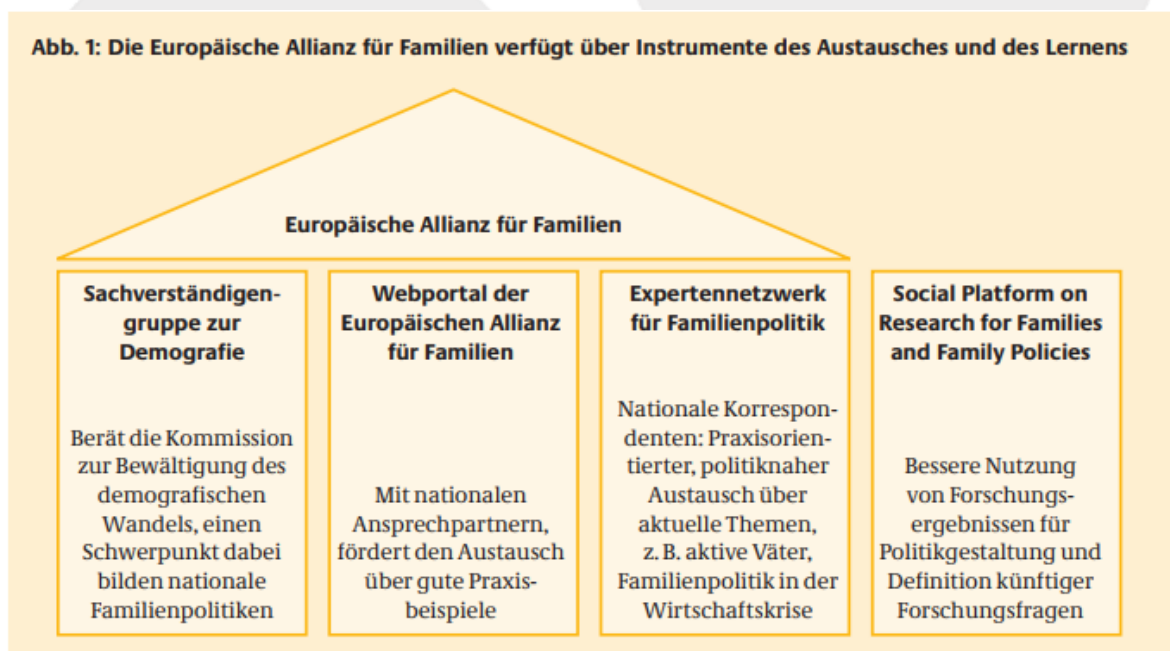 Abb. 1: Die Europäische Allianz für Familien verfügt über Instrumente des Austausches und des Lernens
Europäische Allianz für Familien
Sachverständigen-
gruppe zur
Demografie
Berät die Kommission
zur Bewältigung des
demografischen
Wandels, einen
Schwerpunkt dabei
bilden nationale
Familienpolitiken
Webportal der
Europäischen Allianz
für Familien
Mit nationalen
Ansprechpartnern,
fördert den Austausch
über gute Praxis-
beispiele
Expertennetzwerk
für Familienpolitik
Nationale Korrespon-
denten: Praxisorien-
tierter, politiknaher
Austausch über
aktuelle Themen,
z. B. aktive Väter,
Familienpolitik in der
Wirtschaftskrise
Social Platform on
Research for Families
and Family Policies
Bessere Nutzung
von Forschungs-
ergebnissen für
Politikgestaltung und
Definition künftiger
Forschungsfragen